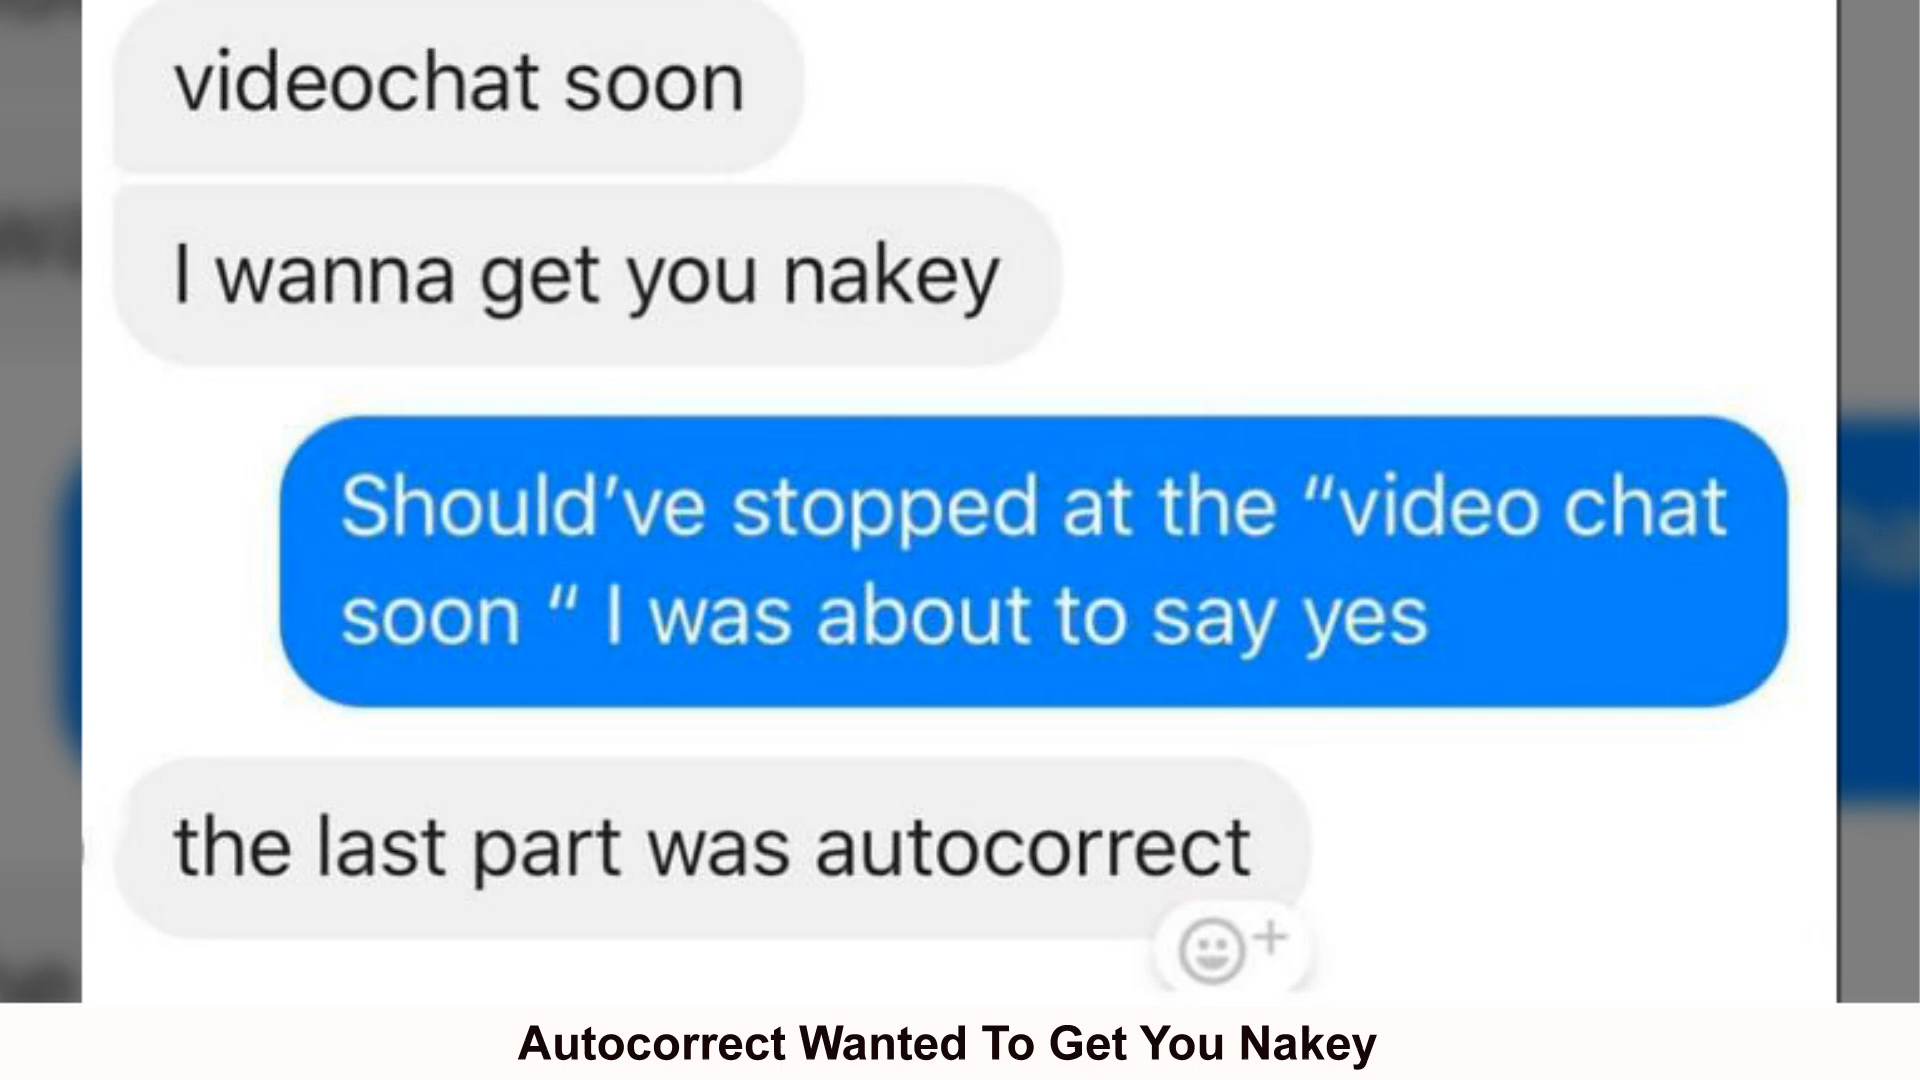 videochat soon
I wanna get you nakey
Should’ve stopped at the “video chat
soon “ I was about to say yes
the last part was autocorrect
Autocorrect Wanted To Get You Nakey